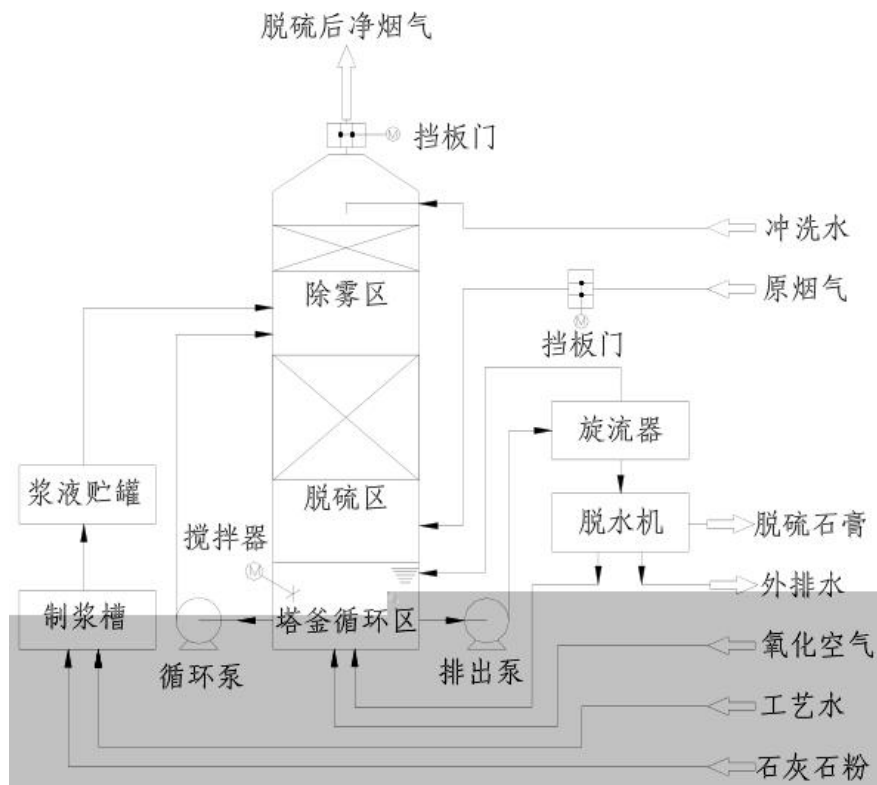 脱硫后净烟气
M
挡板门
冲洗水
除雾区
原烟气
M
挡板门
旋流器
浆液贮罐
脱硫区
脱水机
脱硫石膏
搅拌器
M
外排水
制浆槽
塔釜循环区
循环泵
排出泵
氧化空气
工艺水
石灰石粉